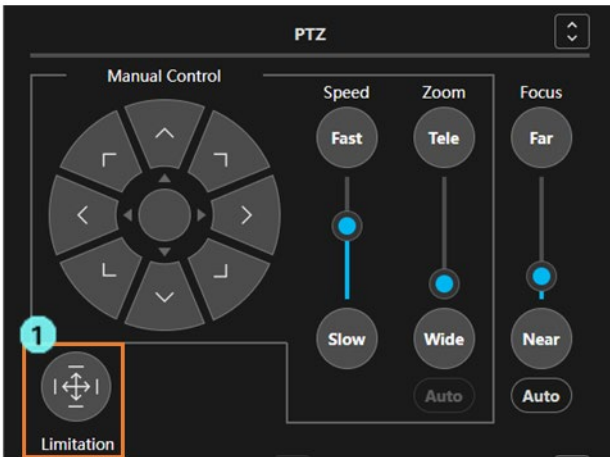 PTZ
Manual Control
Speed
Zoom
Focus
Fast
Tele
Far
Slow
Wide
Near
Auto
Auto
1
Limitation